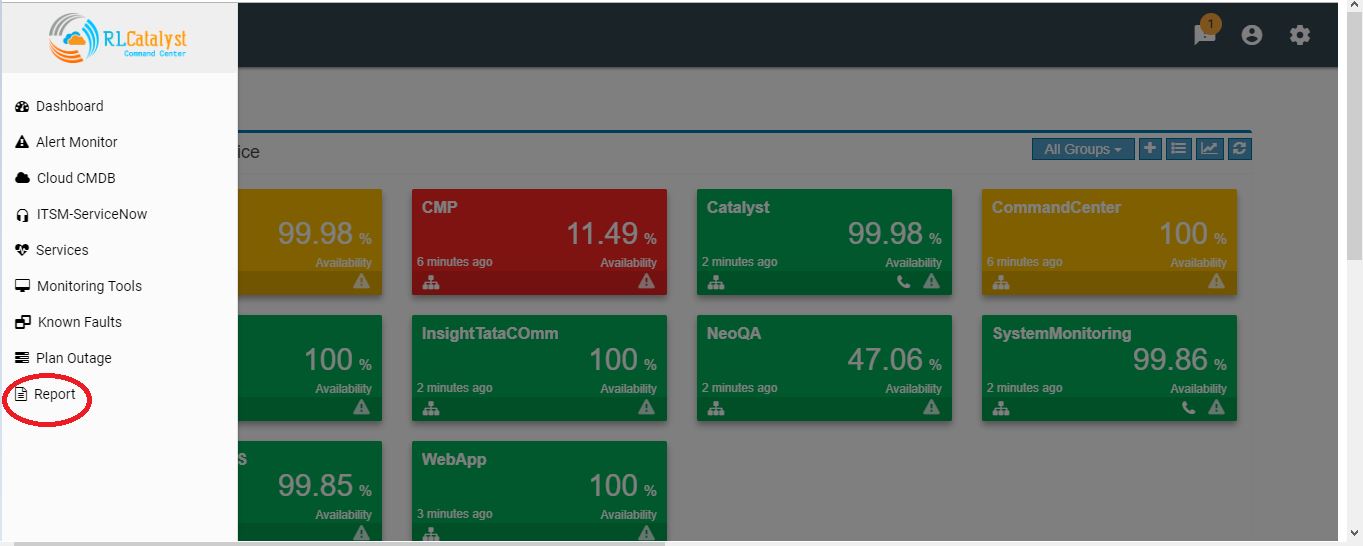 RLCatalyst
Command Center
1
Dashboard
Alert Monitor
Cloud CMDB
ITSM-ServiceNow
Services
Monitoring Tools
Known Faults
Plan Outage
Report
ice
All Groups
99.98 %
Availability
CMP
11.49 %
6 minutes ago Availability
Catalyst
99.98 %
2 minutes ago Availability
CommandCenter
100 %
6 minutes ago Availability
100 %
Availability
InsightTataCOmm
100 %
2 minutes ago Availability
NeoQA
47.06 %
2 minutes ago Availability
SystemMonitoring
99.86 %
2 minutes ago Availability
S
99.85 %
Availability
WebApp
100 %
3 minutes ago Availability